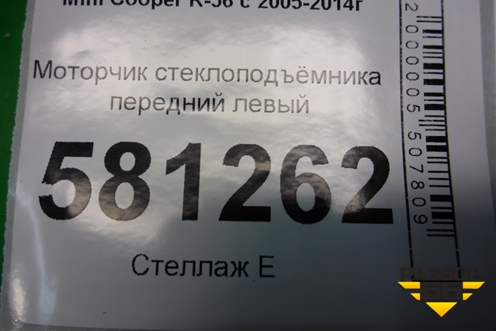 Mini Cooper R-56 с 2005-2014г
Моторчик стеклоподъёмника
передний левый
581262
Стеллаж Е
2000005507809